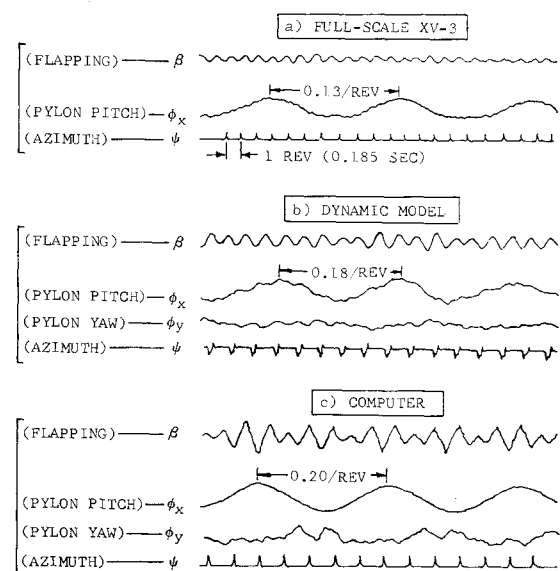 a) FULL-SCALE XV-3
(FLAPPING) β
0.13/REV
(PYLON PITCH) ϕx
(AZIMUTH) ψ
1 REV (0.185 SEC)
b) DYNAMIC MODEL
(FLAPPING) β
0.18/REV
(PYLON PITCH) ϕx
(PYLON YAW) ϕy
(AZIMUTH) ψ
c) COMPUTER
(FLAPPING) β
0.20/REV
(PYLON PITCH) ϕx
(PYLON YAW) ϕy
(AZIMUTH) ψ